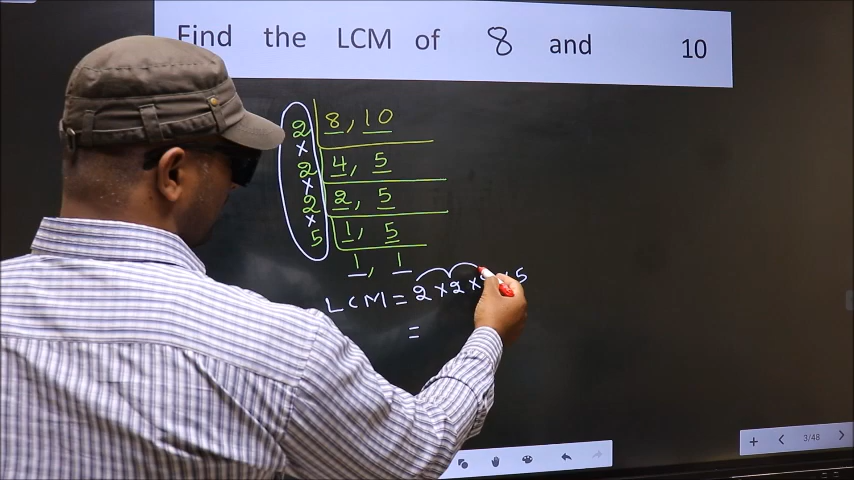 Find the LCM of 8 and 10
2 8, 10
×
2 4, 5
×
2 2, 5
×
5 1, 5
1, 1
LCM = 2 × 2 × × 5
=
3/48